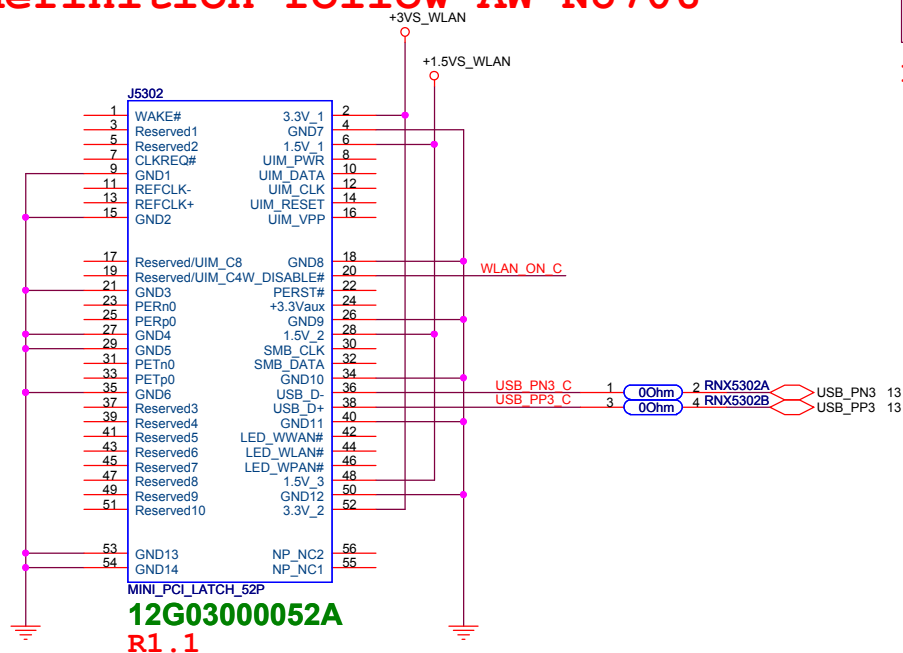 definition follow AW-NU706
+3VS_WLAN
+1.5VS_WLAN
J5302
1 WAKE# 3.3V_1 2
3 Reserved1 GND7 4
5 Reserved2 1.5V_1 6
7 CLKREQ# UIM_PWR 8
9 GND1 UIM_DATA 10
11 REFCLK- UIM_CLK 12
13 REFCLK+ UIM_RESET 14
15 GND2 UIM_VPP 16
17 Reserved/UIM_C8 GND8 18
19 Reserved/UIM_C4W_DISABLE# 20 WLAN_ON_C
21 GND3 PERST# 22
23 PERn0 +3.3Vaux 24
25 PERp0 GND9 26
27 GND4 1.5V_2 28
29 GND5 SMB_CLK 30
31 PETn0 SMB_DATA 32
33 PETp0 GND10 34
35 GND6 USB_D- 36 USB_PN3_C 1 0Ohm 2 RNX5302A USB_PN3 13
37 Reserved3 USB_D+ 38 USB_PP3_C 3 0Ohm 4 RNX5302B USB_PP3 13
39 Reserved4 GND11 40
41 Reserved5 LED_WWAN# 42
43 Reserved6 LED_WLAN# 44
45 Reserved7 LED_WPAN# 46
47 Reserved8 1.5V_3 48
49 Reserved9 GND12 50
51 Reserved10 3.3V_2 52
53 GND13 NP_NC2 56
54 GND14 NP_NC1 55
MINI_PCI_LATCH_52P
12G03000052A
R1.1